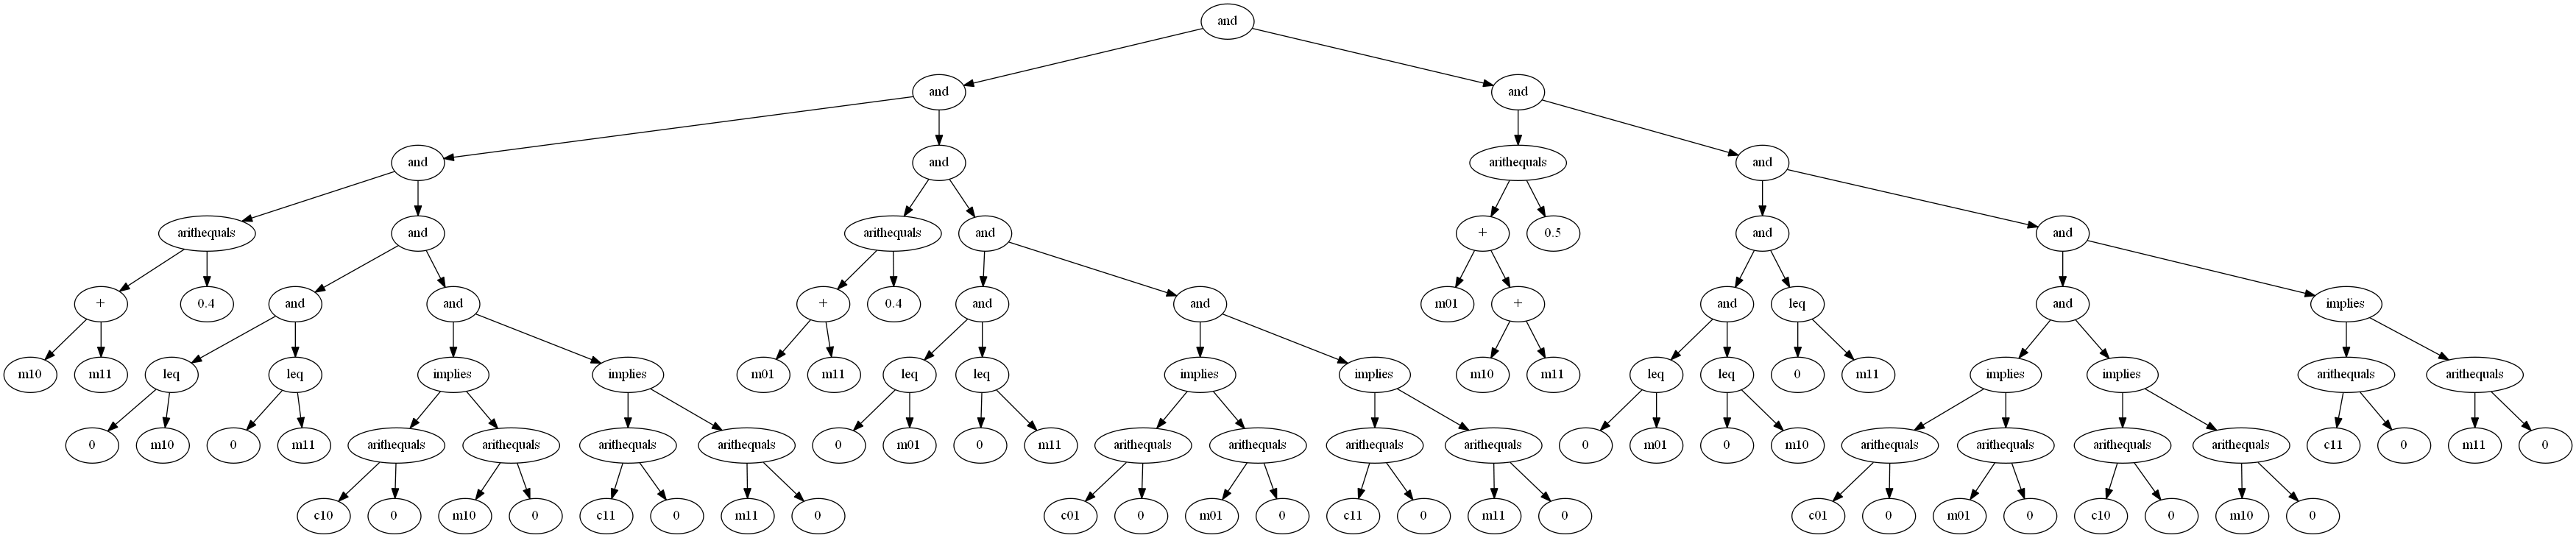 and
and and
and and arithequals and
arithequals and arithequals and + 0.5 and and
+ 0.4 and and + 0.4 and and m01 + and leq and implies
m10 m11 leq leq implies implies m01 m11 leq leq implies implies m10 m11 leq leq 0 m11 implies implies arithequals arithequals
0 m10 0 m11 arithequals arithequals arithequals arithequals 0 m01 0 m11 arithequals arithequals arithequals arithequals 0 m01 0 m10 arithequals arithequals arithequals arithequals c11 0 m11 0
c10 0 m10 0 c11 0 m11 0 c01 0 m01 0 c11 0 m11 0 c01 0 m01 0 c10 0 m10 0